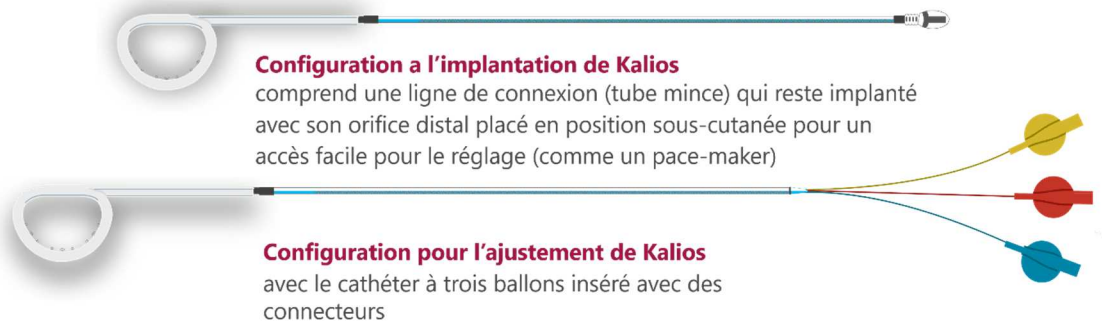 Configuration a l'implantation de Kalios
comprend une ligne de connexion (tube mince) qui reste implanté
avec son orifice distal placé en position sous-cutanée pour un
accès facile pour le réglage (comme un pace-maker)
Configuration pour l'ajustement de Kalios
avec le cathéter à trois ballons inséré avec des
connecteurs